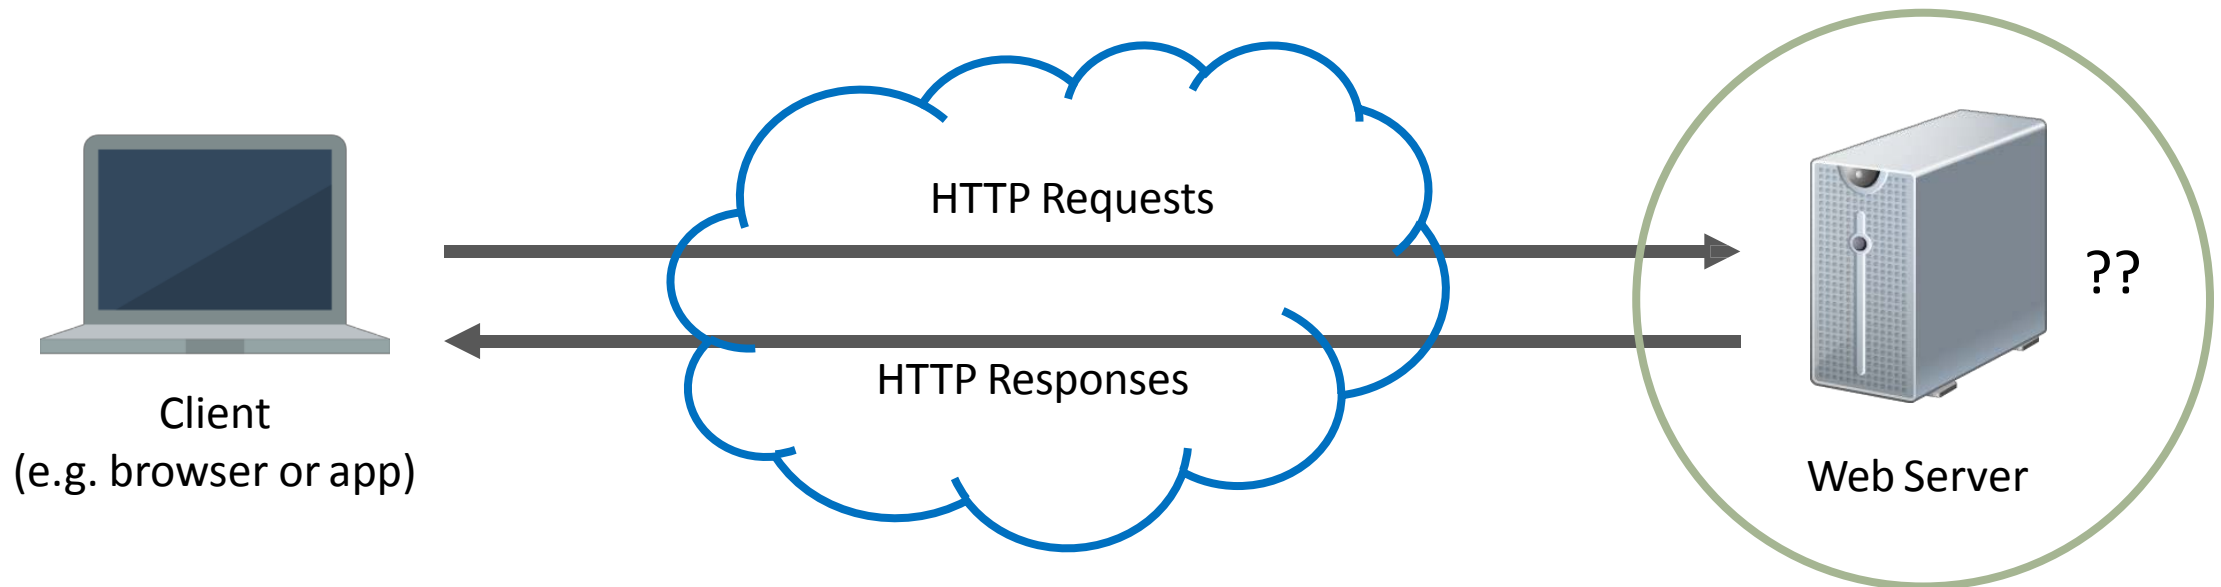 HTTP Requests
??
HTTP Responses
Client
(e.g. browser or app)
Web Server